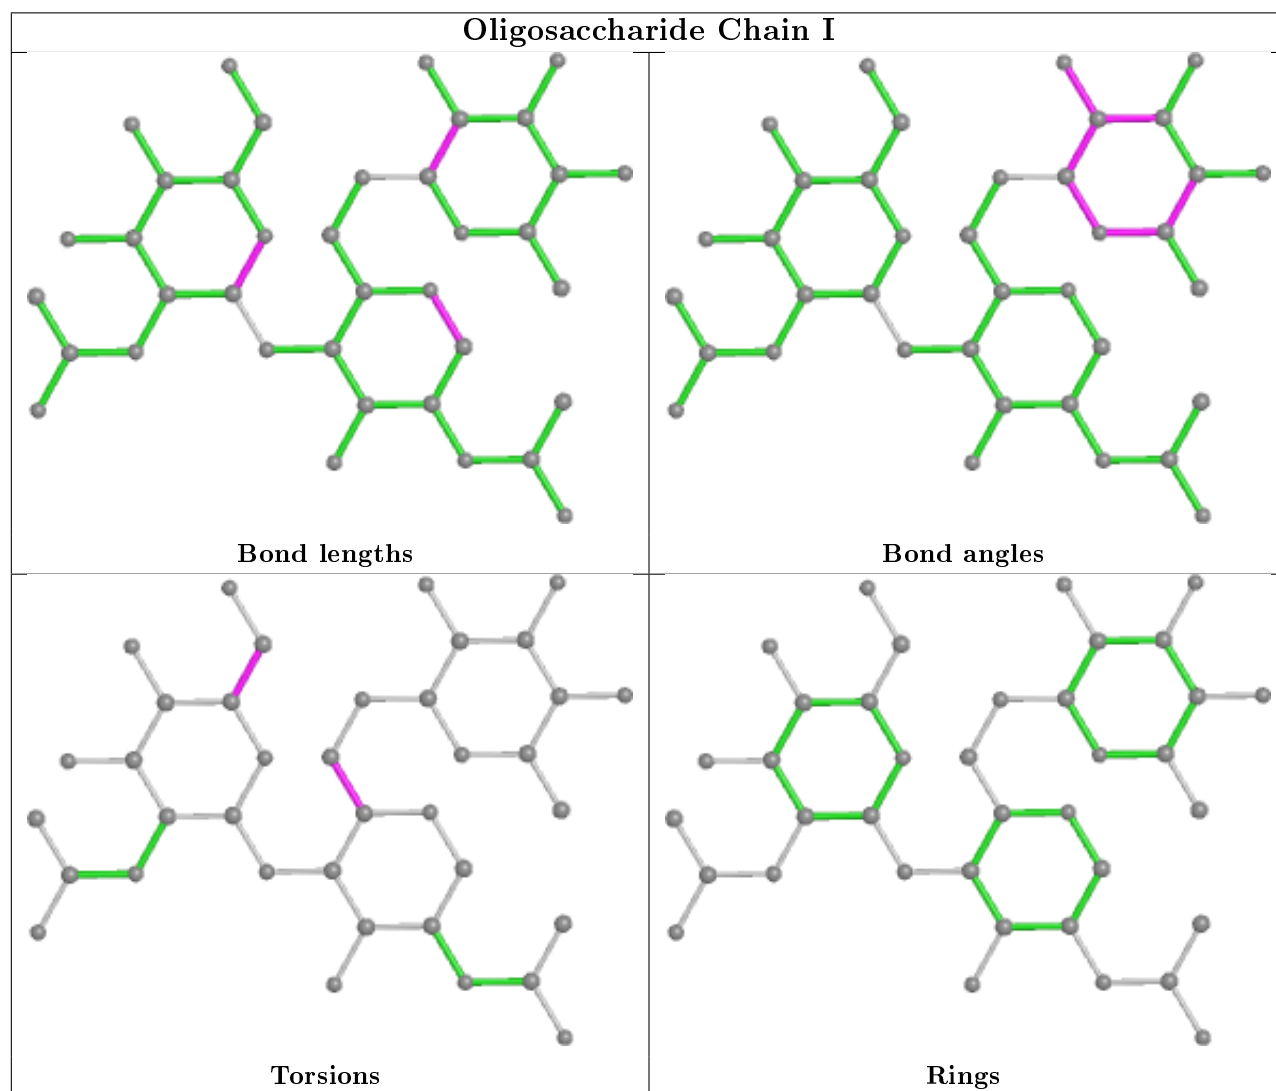 Oligosaccharide Chain I
Bond lengths
Bond angles
Torsions
Rings